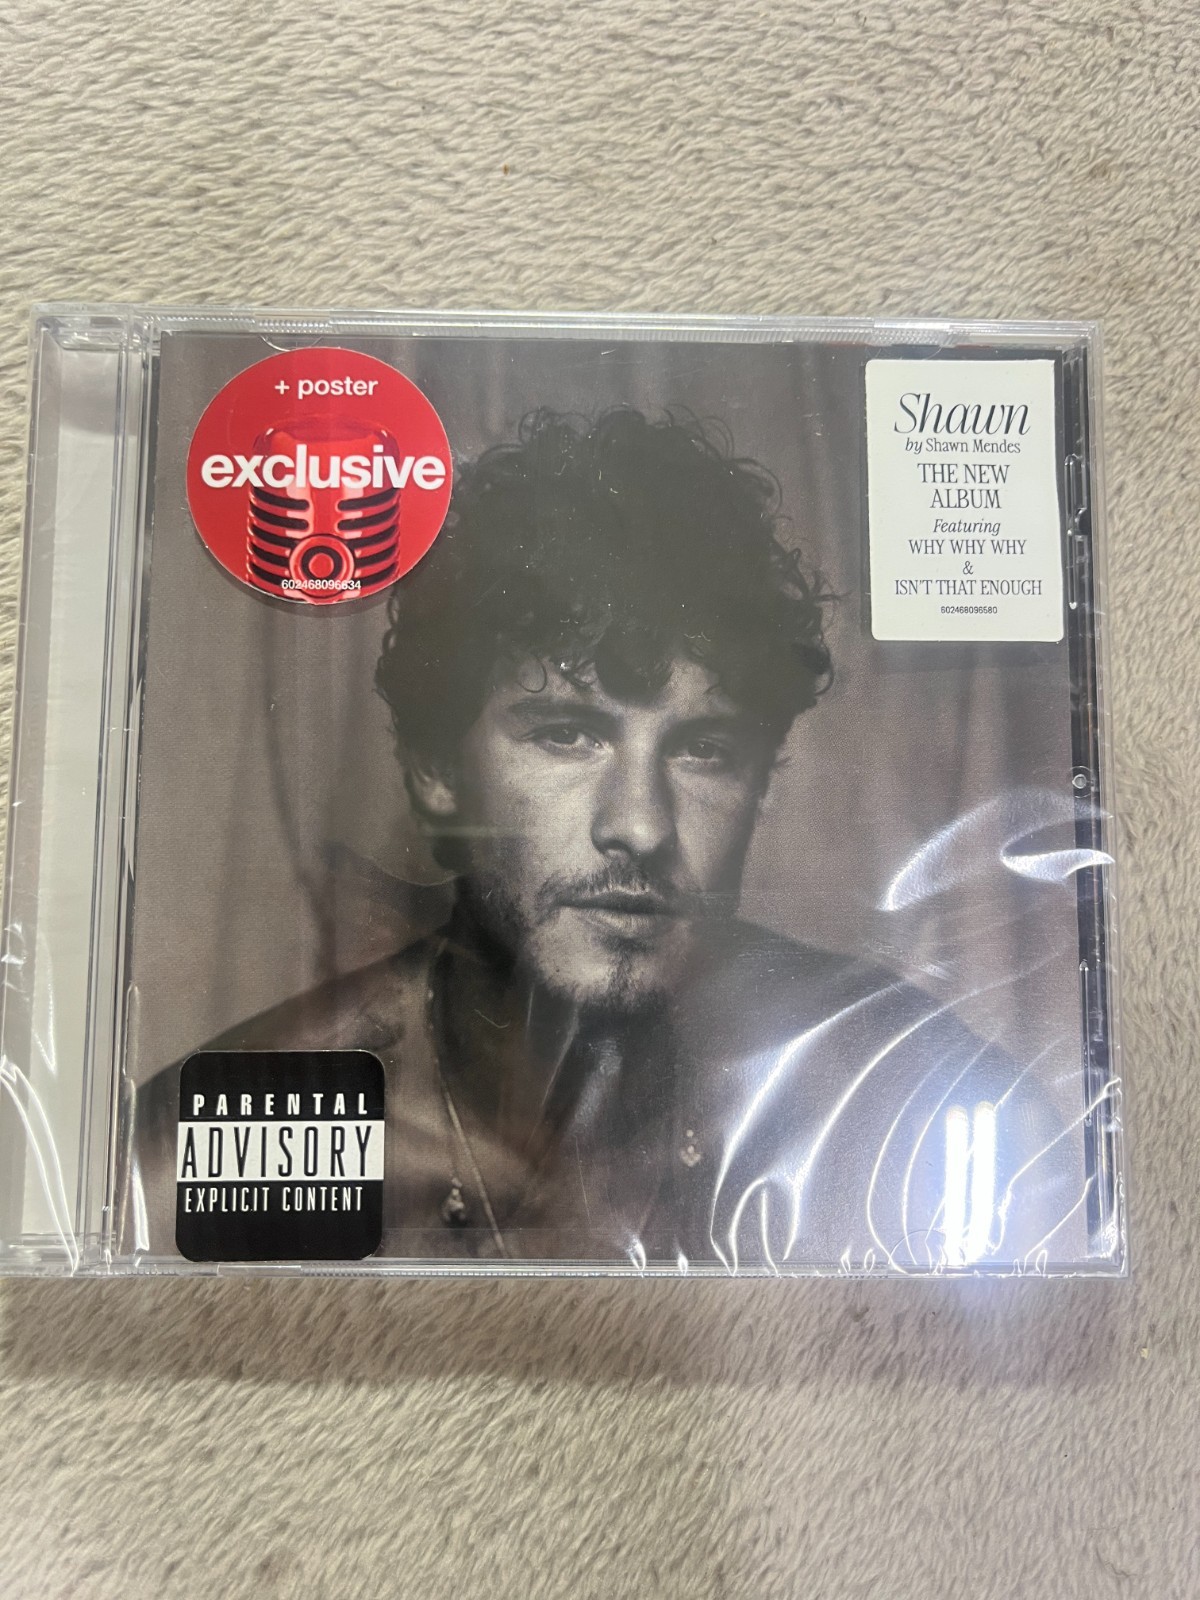 + poster
exclusive
602468096634
Shawn
by Shawn Mendes
THE NEW
ALBUM
Featuring
WHY WHY WHY
&
ISN'T THAT ENOUGH
602468096580
PARENTAL
ADVISORY
EXPLICIT CONTENT